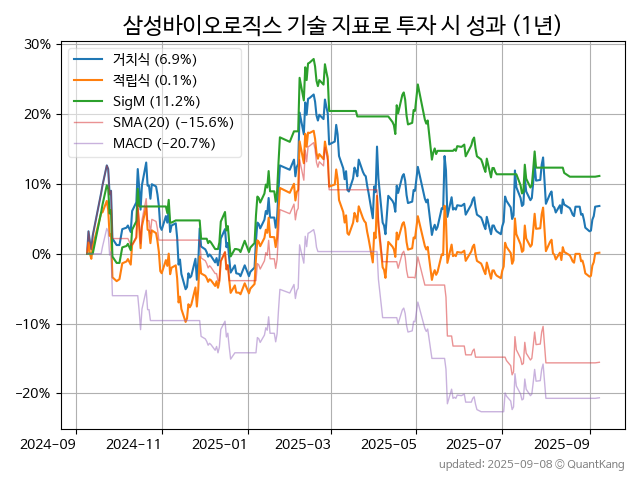 삼성바이오로직스 기술 지표로 투자 시 성과 (1년)
30%
20%
10%
0%
−10%
−20%
거치식 (6.9%)
적립식 (0.1%)
SigM (11.2%)
SMA(20) (−15.6%)
MACD (−20.7%)
2024-09
2024-11
2025-01
2025-03
2025-05
2025-07
2025-09
updated: 2025-09-08 © QuantKang